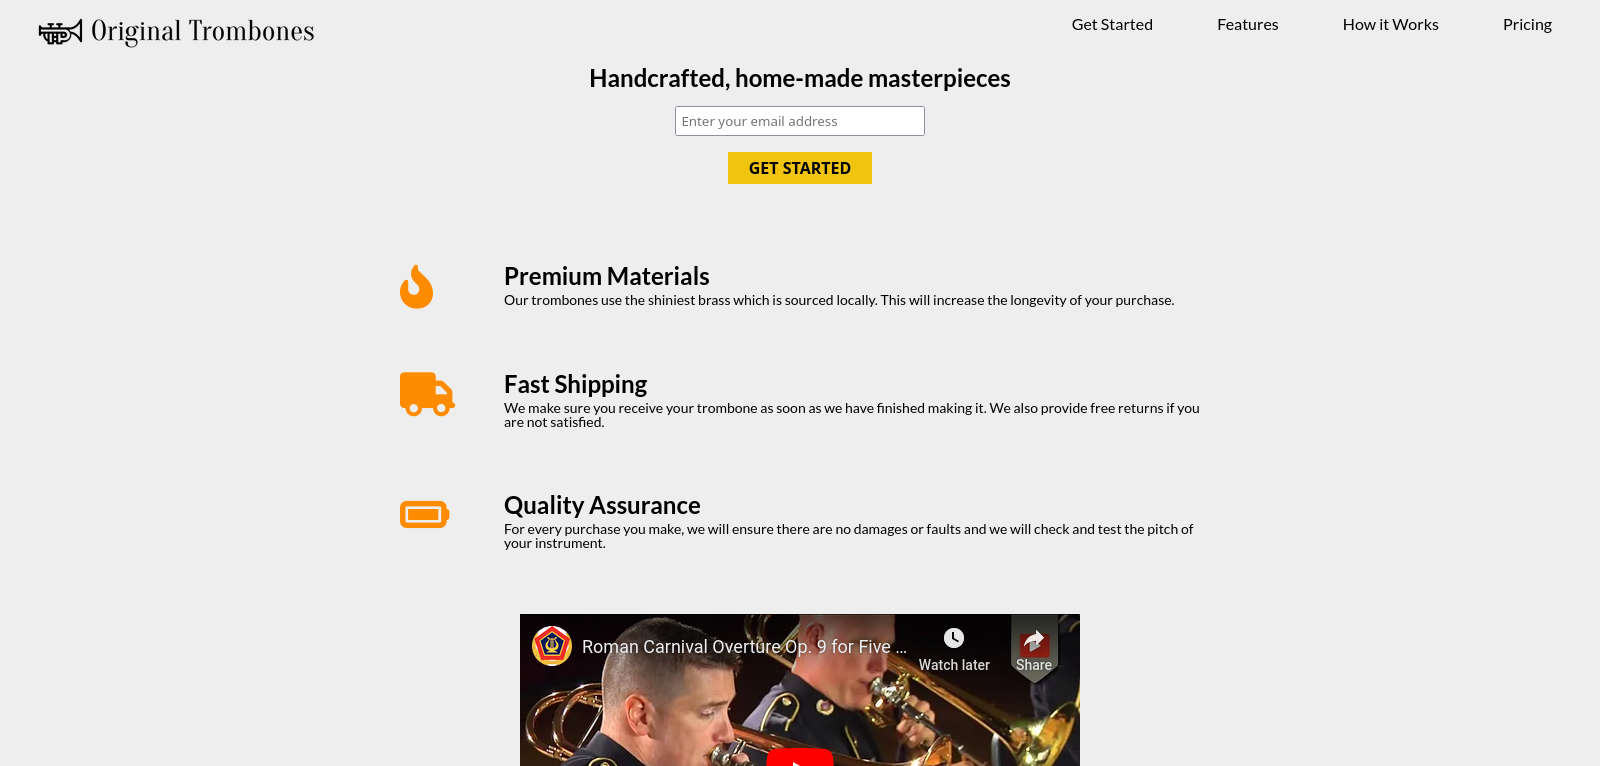 Original Trombones
Get Started
Features
How it Works
Pricing
Handcrafted, home-made masterpieces
Enter your email address
GET STARTED
Premium Materials
Our trombones use the shiniest brass which is sourced locally. This will increase the longevity of your purchase.
Fast Shipping
We make sure you receive your trombone as soon as we have finished making it. We also provide free returns if you
are not satisfied.
Quality Assurance
For every purchase you make, we will ensure there are no damages or faults and we will check and test the pitch of
your instrument.
Roman Carnival Overture Op. 9 for Five ...
Watch later
Share